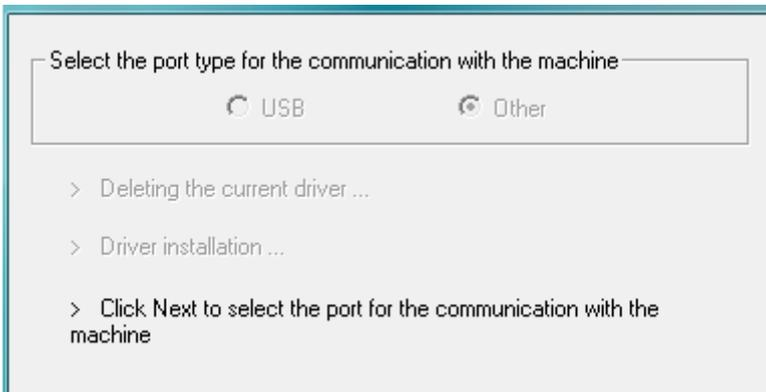 Select the port type for the communication with the machine
USB Other
> Deleting the current driver ...
> Driver installation ...
> Click Next to select the port for the communication with the
machine